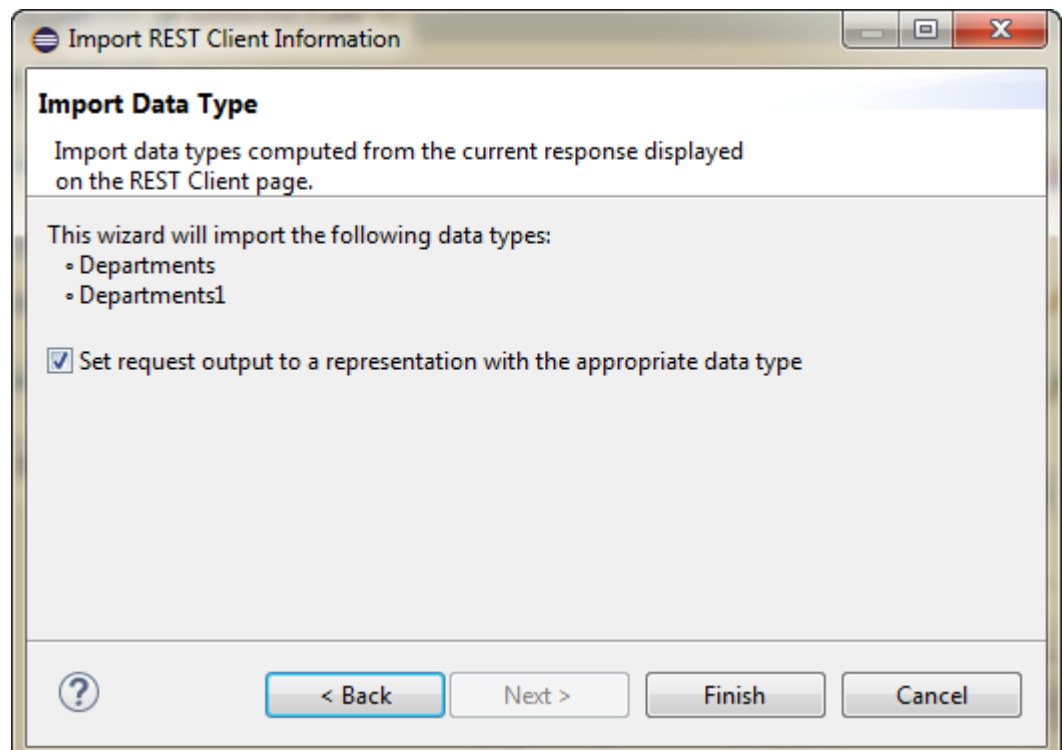 Import REST Client Information
Import Data Type
Import data types computed from the current response displayed
on the REST Client page.
This wizard will import the following data types:
∘ Departments
∘ Departments1
Set request output to a representation with the appropriate data type
?
< Back
Next >
Finish
Cancel